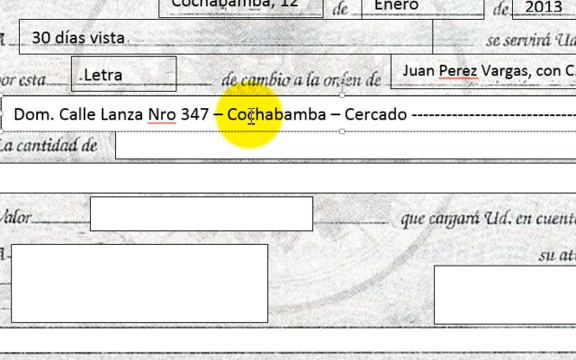 Cochabamba, 12 de Enero de 2013
A 30 días vista se servirá Ud.
por esta Letra de cambio a la orden de Juan Perez Vargas, con C.
Dom. Calle Lanza Nro 347 – Cochabamba – Cercado ----------------------------
La cantidad de
Valor que cargará Ud. en cuenta
A su at